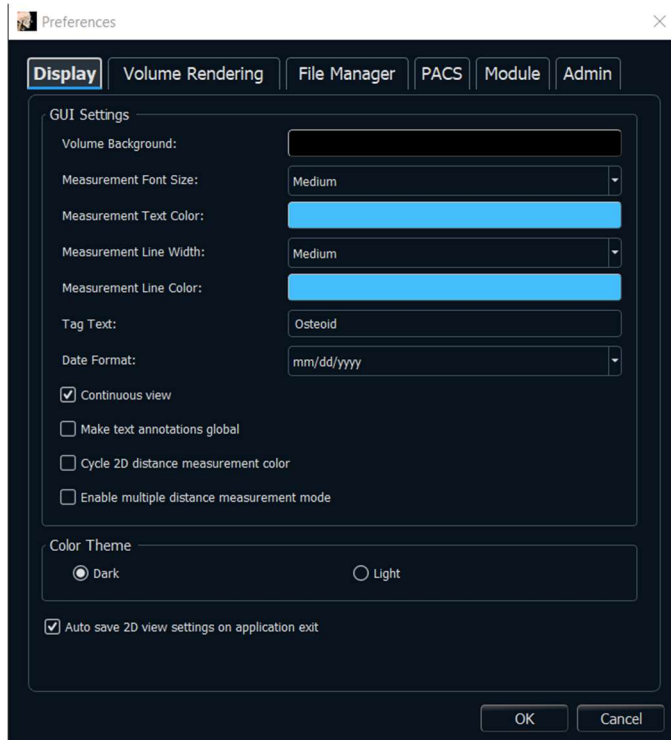 Preferences
Display Volume Rendering File Manager PACS Module Admin
GUI Settings
Volume Background:
Measurement Font Size: Medium
Measurement Text Color:
Measurement Line Width: Medium
Measurement Line Color:
Tag Text: Osteoid
Date Format: mm/dd/yyyy
Continuous view
Make text annotations global
Cycle 2D distance measurement color
Enable multiple distance measurement mode
Color Theme
Dark Light
Auto save 2D view settings on application exit
OK Cancel